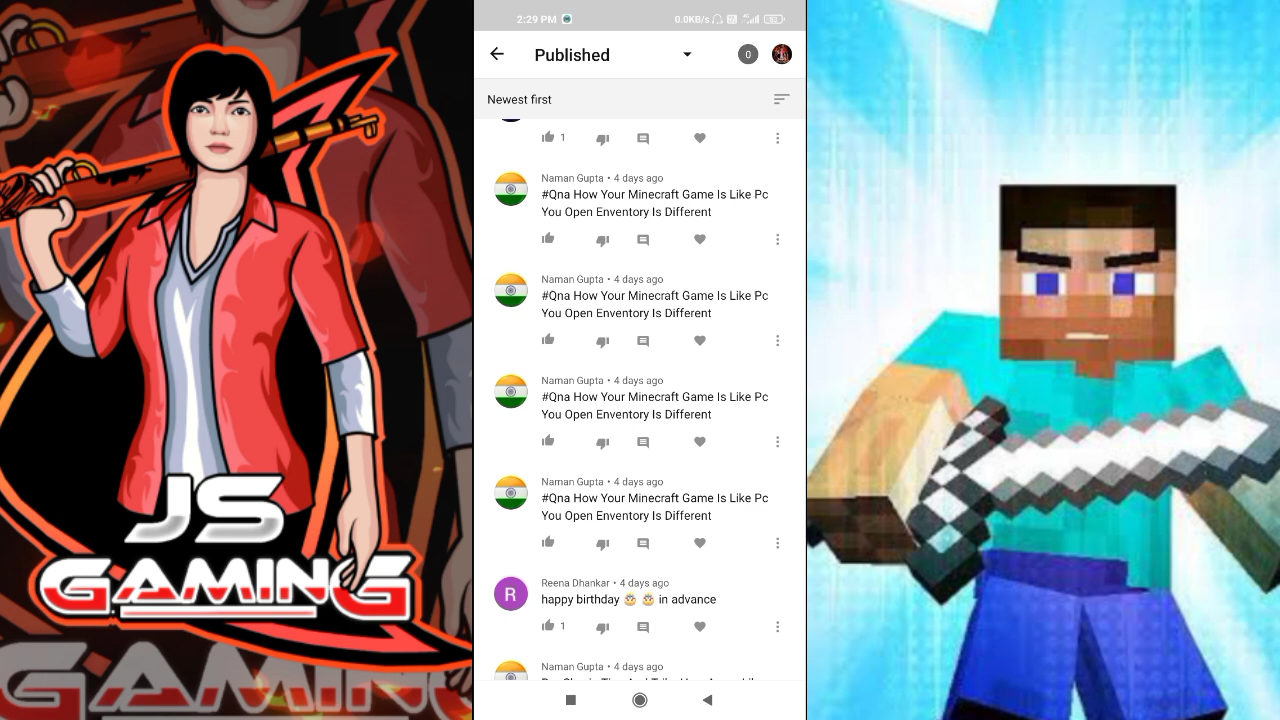 JS
GAMING
GAMING
2:29 PM
0.0KB/s
53
Published
0
Newest first
1
Naman Gupta • 4 days ago
#Qna How Your Minecraft Game Is Like Pc
You Open Enventory Is Different
Naman Gupta • 4 days ago
#Qna How Your Minecraft Game Is Like Pc
You Open Enventory Is Different
Naman Gupta • 4 days ago
#Qna How Your Minecraft Game Is Like Pc
You Open Enventory Is Different
Naman Gupta • 4 days ago
#Qna How Your Minecraft Game Is Like Pc
You Open Enventory Is Different
R
Reena Dhankar • 4 days ago
happy birthday 🎂 🎂 in advance
1
Naman Gupta • 4 days ago